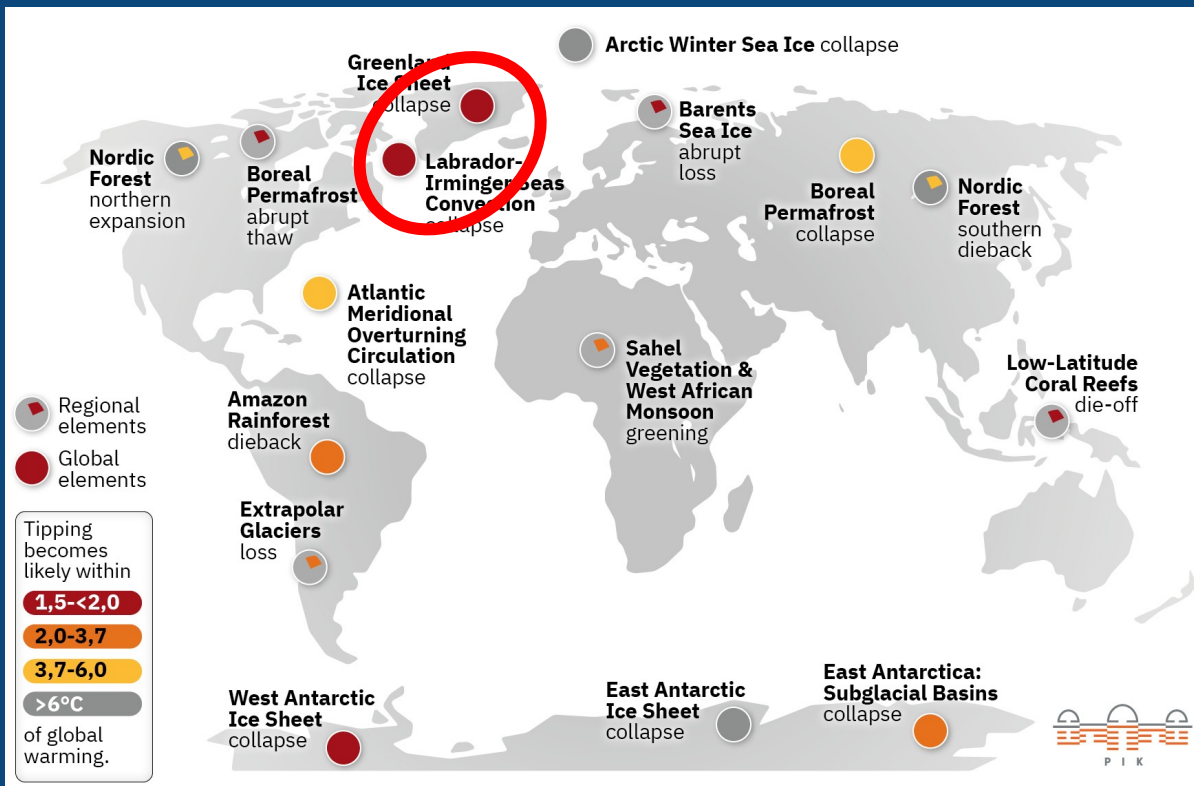 Arctic Winter Sea Ice collapse
Greenland
Ice Sheet
collapse
Barents
Sea Ice
abrupt
loss
Nordic
Forest
northern
expansion
Boreal
Permafrost
abrupt
thaw
Labrador-
Irminger Seas
Convection
collapse
Boreal
Permafrost
collapse
Nordic
Forest
southern
dieback
Atlantic
Meridional
Overturning
Circulation
collapse
Sahel
Vegetation &
West African
Monsoon
greening
Low-Latitude
Coral Reefs
die-off
Regional
elements
Global
elements
Amazon
Rainforest
dieback
Extrapolar
Glaciers
loss
Tipping
becomes
likely within
1,5-<2,0
2,0-3,7
3,7-6,0
>6°C
of global
warming.
West Antarctic
Ice Sheet
collapse
East Antarctic
Ice Sheet
collapse
East Antarctica:
Subglacial Basins
collapse
P I K